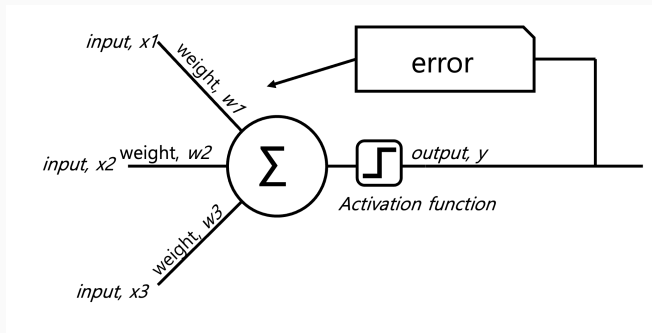 input, x1
weight, w1
error
input, x2
weight, w2
Σ
output, y
Activation function
weight, w3
input, x3